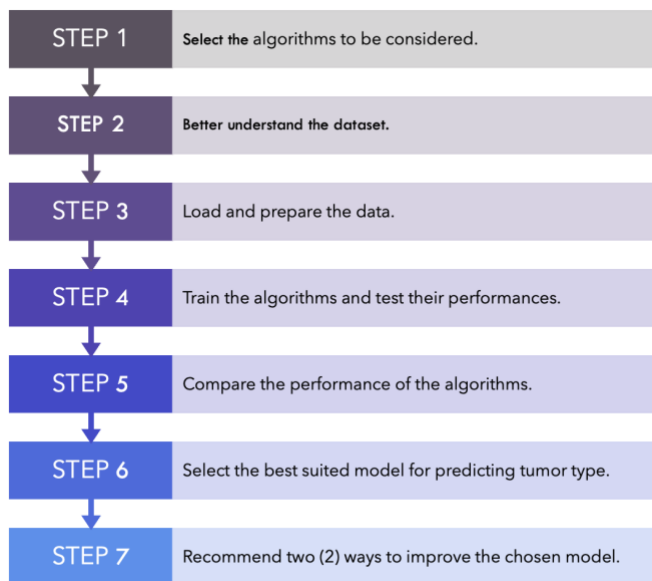 STEP 1
Select the algorithms to be considered.
STEP 2
Better understand the dataset.
STEP 3
Load and prepare the data.
STEP 4
Train the algorithms and test their performances.
STEP 5
Compare the performance of the algorithms.
STEP 6
Select the best suited model for predicting tumor type.
STEP 7
Recommend two (2) ways to improve the chosen model.